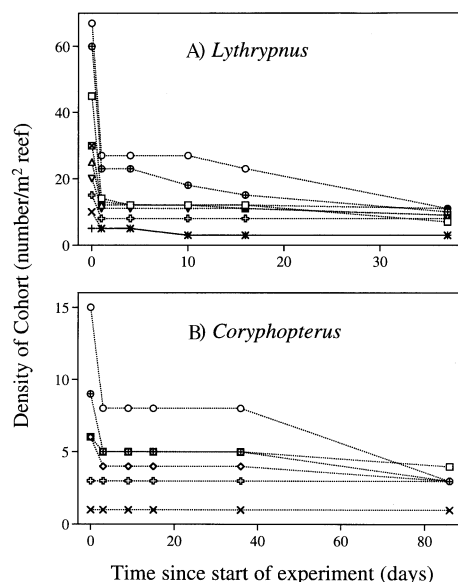 A) Lythrypnus
60
40
20
0
0 10 20 30
B) Coryphopterus
15
10
5
0
0 20 40 60 80
Density of Cohort (number/m² reef)
Time since start of experiment (days)